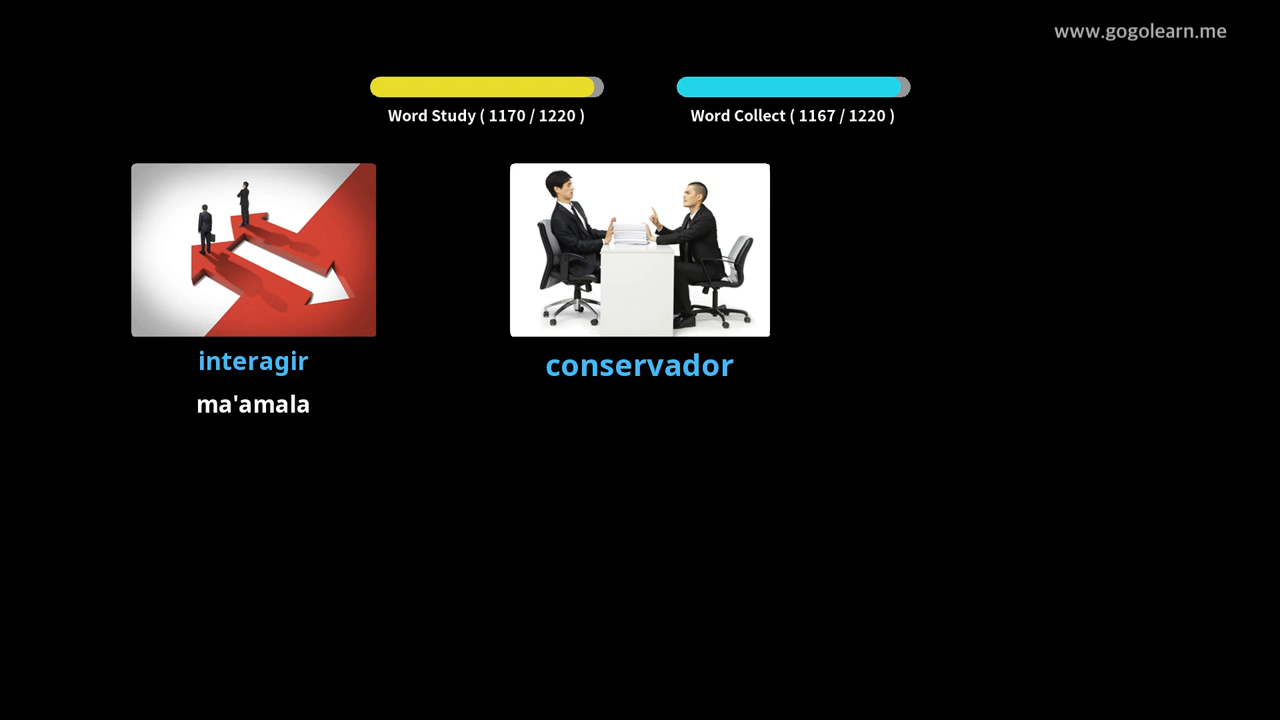 www.gogolearn.me
Word Study ( 1170 / 1220 )
Word Collect ( 1167 / 1220 )
interagir
conservador
ma'amala